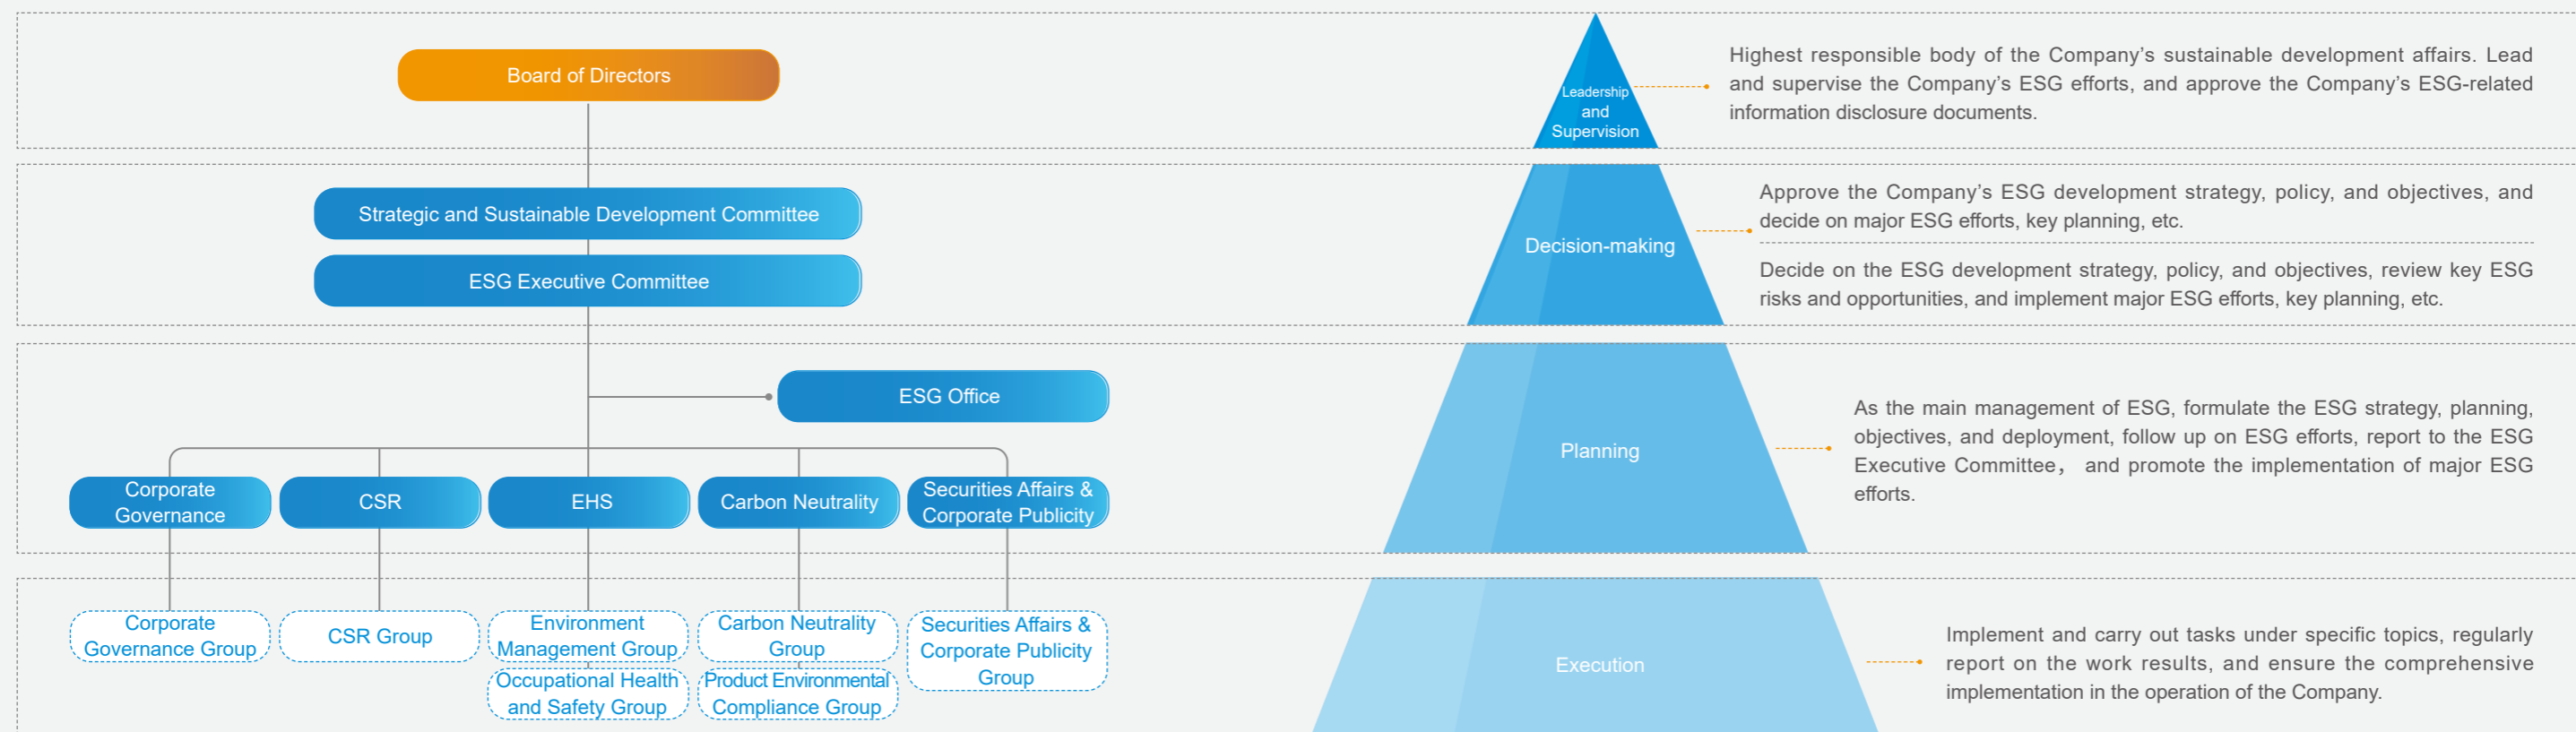 Board of Directors
Leadership
and
Supervision
Highest responsible body of the Company’s sustainable development affairs. Lead
and supervise the Company’s ESG efforts, and approve the Company’s ESG-related
information disclosure documents.
Strategic and Sustainable Development Committee
ESG Executive Committee
Decision-making
Approve the Company’s ESG development strategy, policy, and objectives, and
decide on major ESG efforts, key planning, etc.
Decide on the ESG development strategy, policy, and objectives, review key ESG
risks and opportunities, and implement major ESG efforts, key planning, etc.
ESG Office
Corporate
Governance
CSR
EHS
Carbon Neutrality
Securities Affairs &
Corporate Publicity
Planning
As the main management of ESG, formulate the ESG strategy, planning,
objectives, and deployment, follow up on ESG efforts, report to the ESG
Executive Committee， and promote the implementation of major ESG
efforts.
Corporate
Governance Group
CSR Group
Environment
Management Group
Occupational Health
and Safety Group
Carbon Neutrality
Group
Product Environmental
Compliance Group
Securities Affairs &
Corporate Publicity
Group
Execution
Implement and carry out tasks under specific topics, regularly
report on the work results, and ensure the comprehensive
implementation in the operation of the Company.